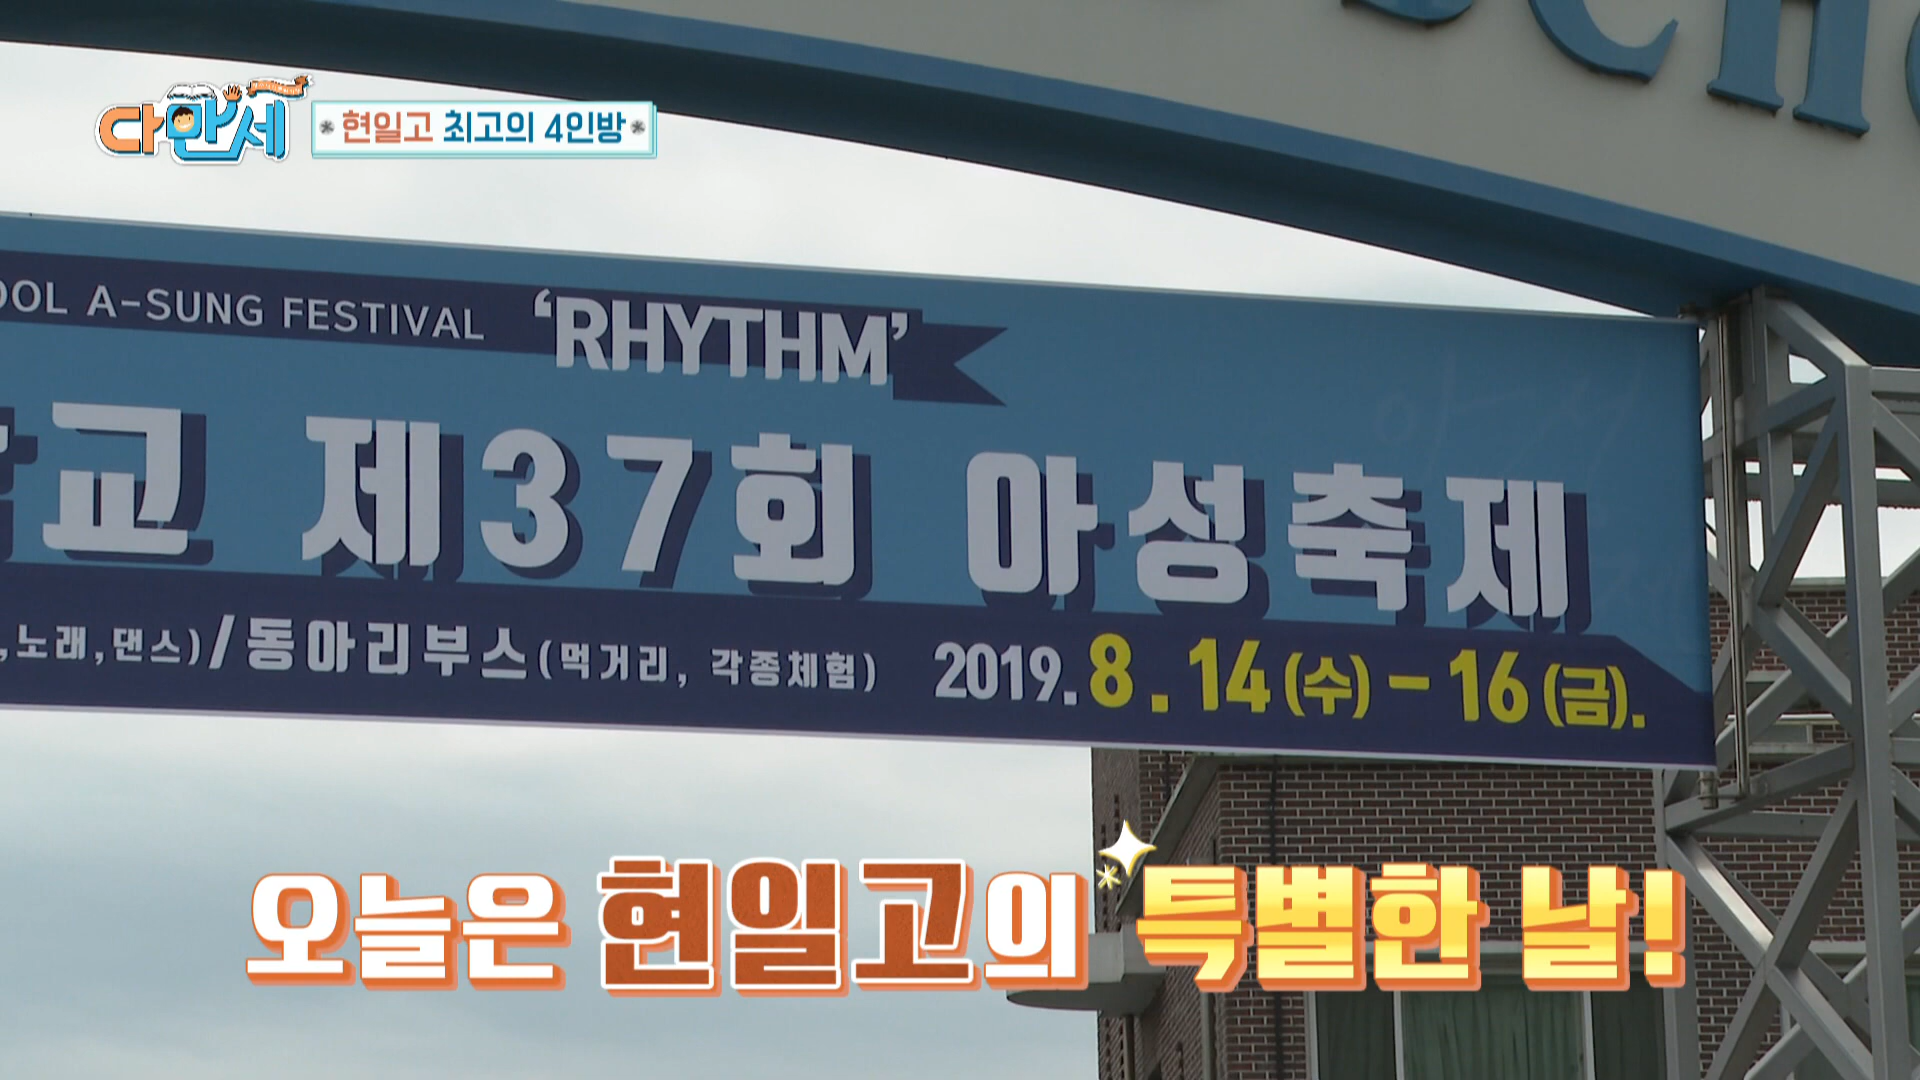 SCHO
다만세
현일고 최고의 4인방
OOL A-SUNG FESTIVAL 'RHYTHM'
교 제37회 아성축제
,노래,댄스)/동아리부스(먹거리, 각종체험) 2019.8.14(수)-16(금).
오늘은 현일고의 특별한 날!